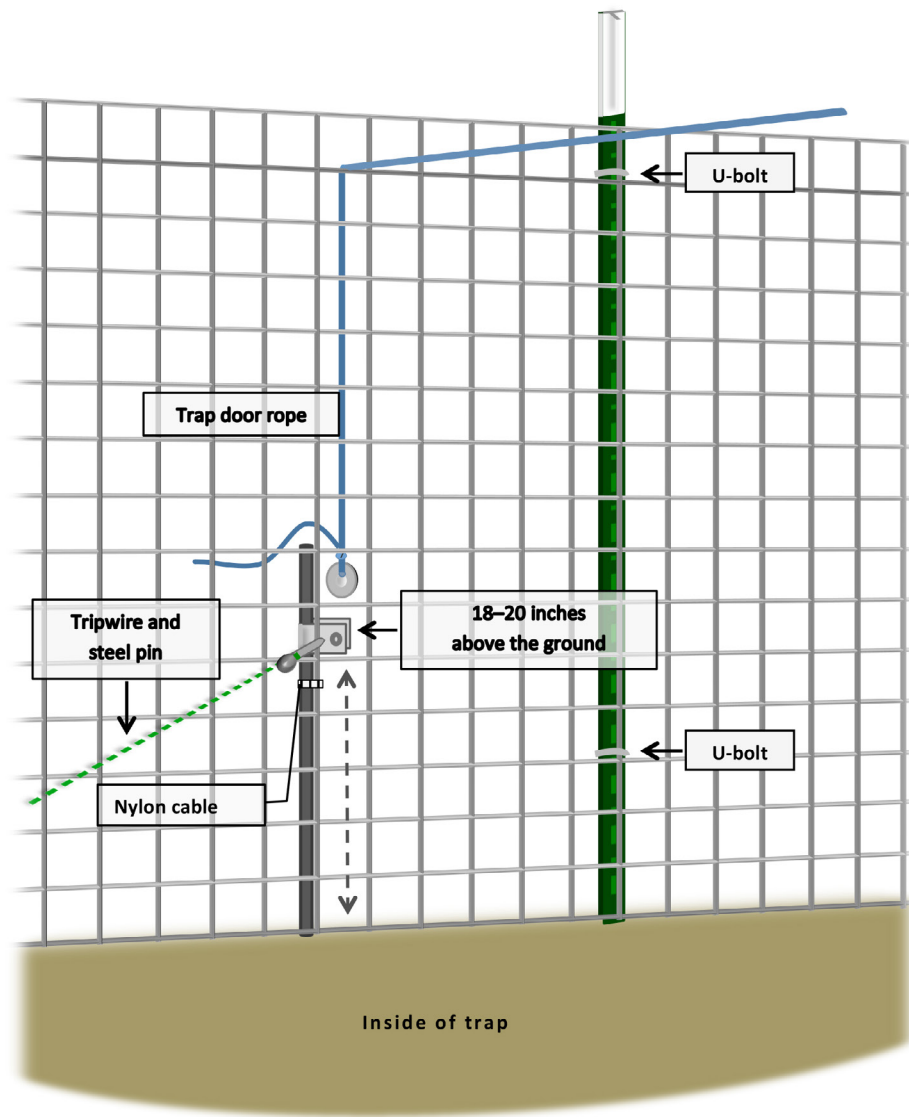 U-bolt
Trap door rope
Tripwire and
steel pin
18–20 inches
above the ground
U-bolt
Nylon cable
Inside of trap